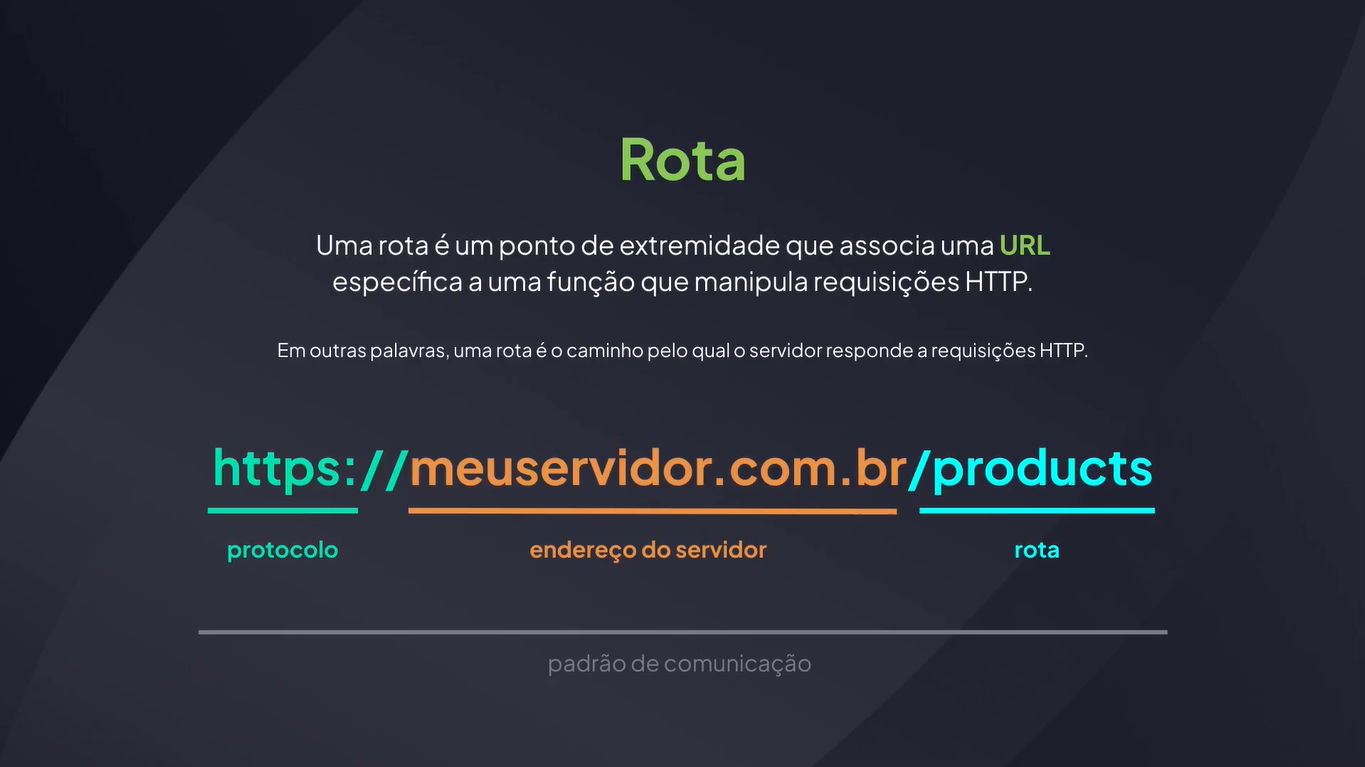 Rota
Uma rota é um ponto de extremidade que associa uma URL
específica a uma função que manipula requisições HTTP.
Em outras palavras, uma rota é o caminho pelo qual o servidor responde a requisições HTTP.
https://meuservidor.com.br/products
protocolo endereço do servidor rota
padrão de comunicação